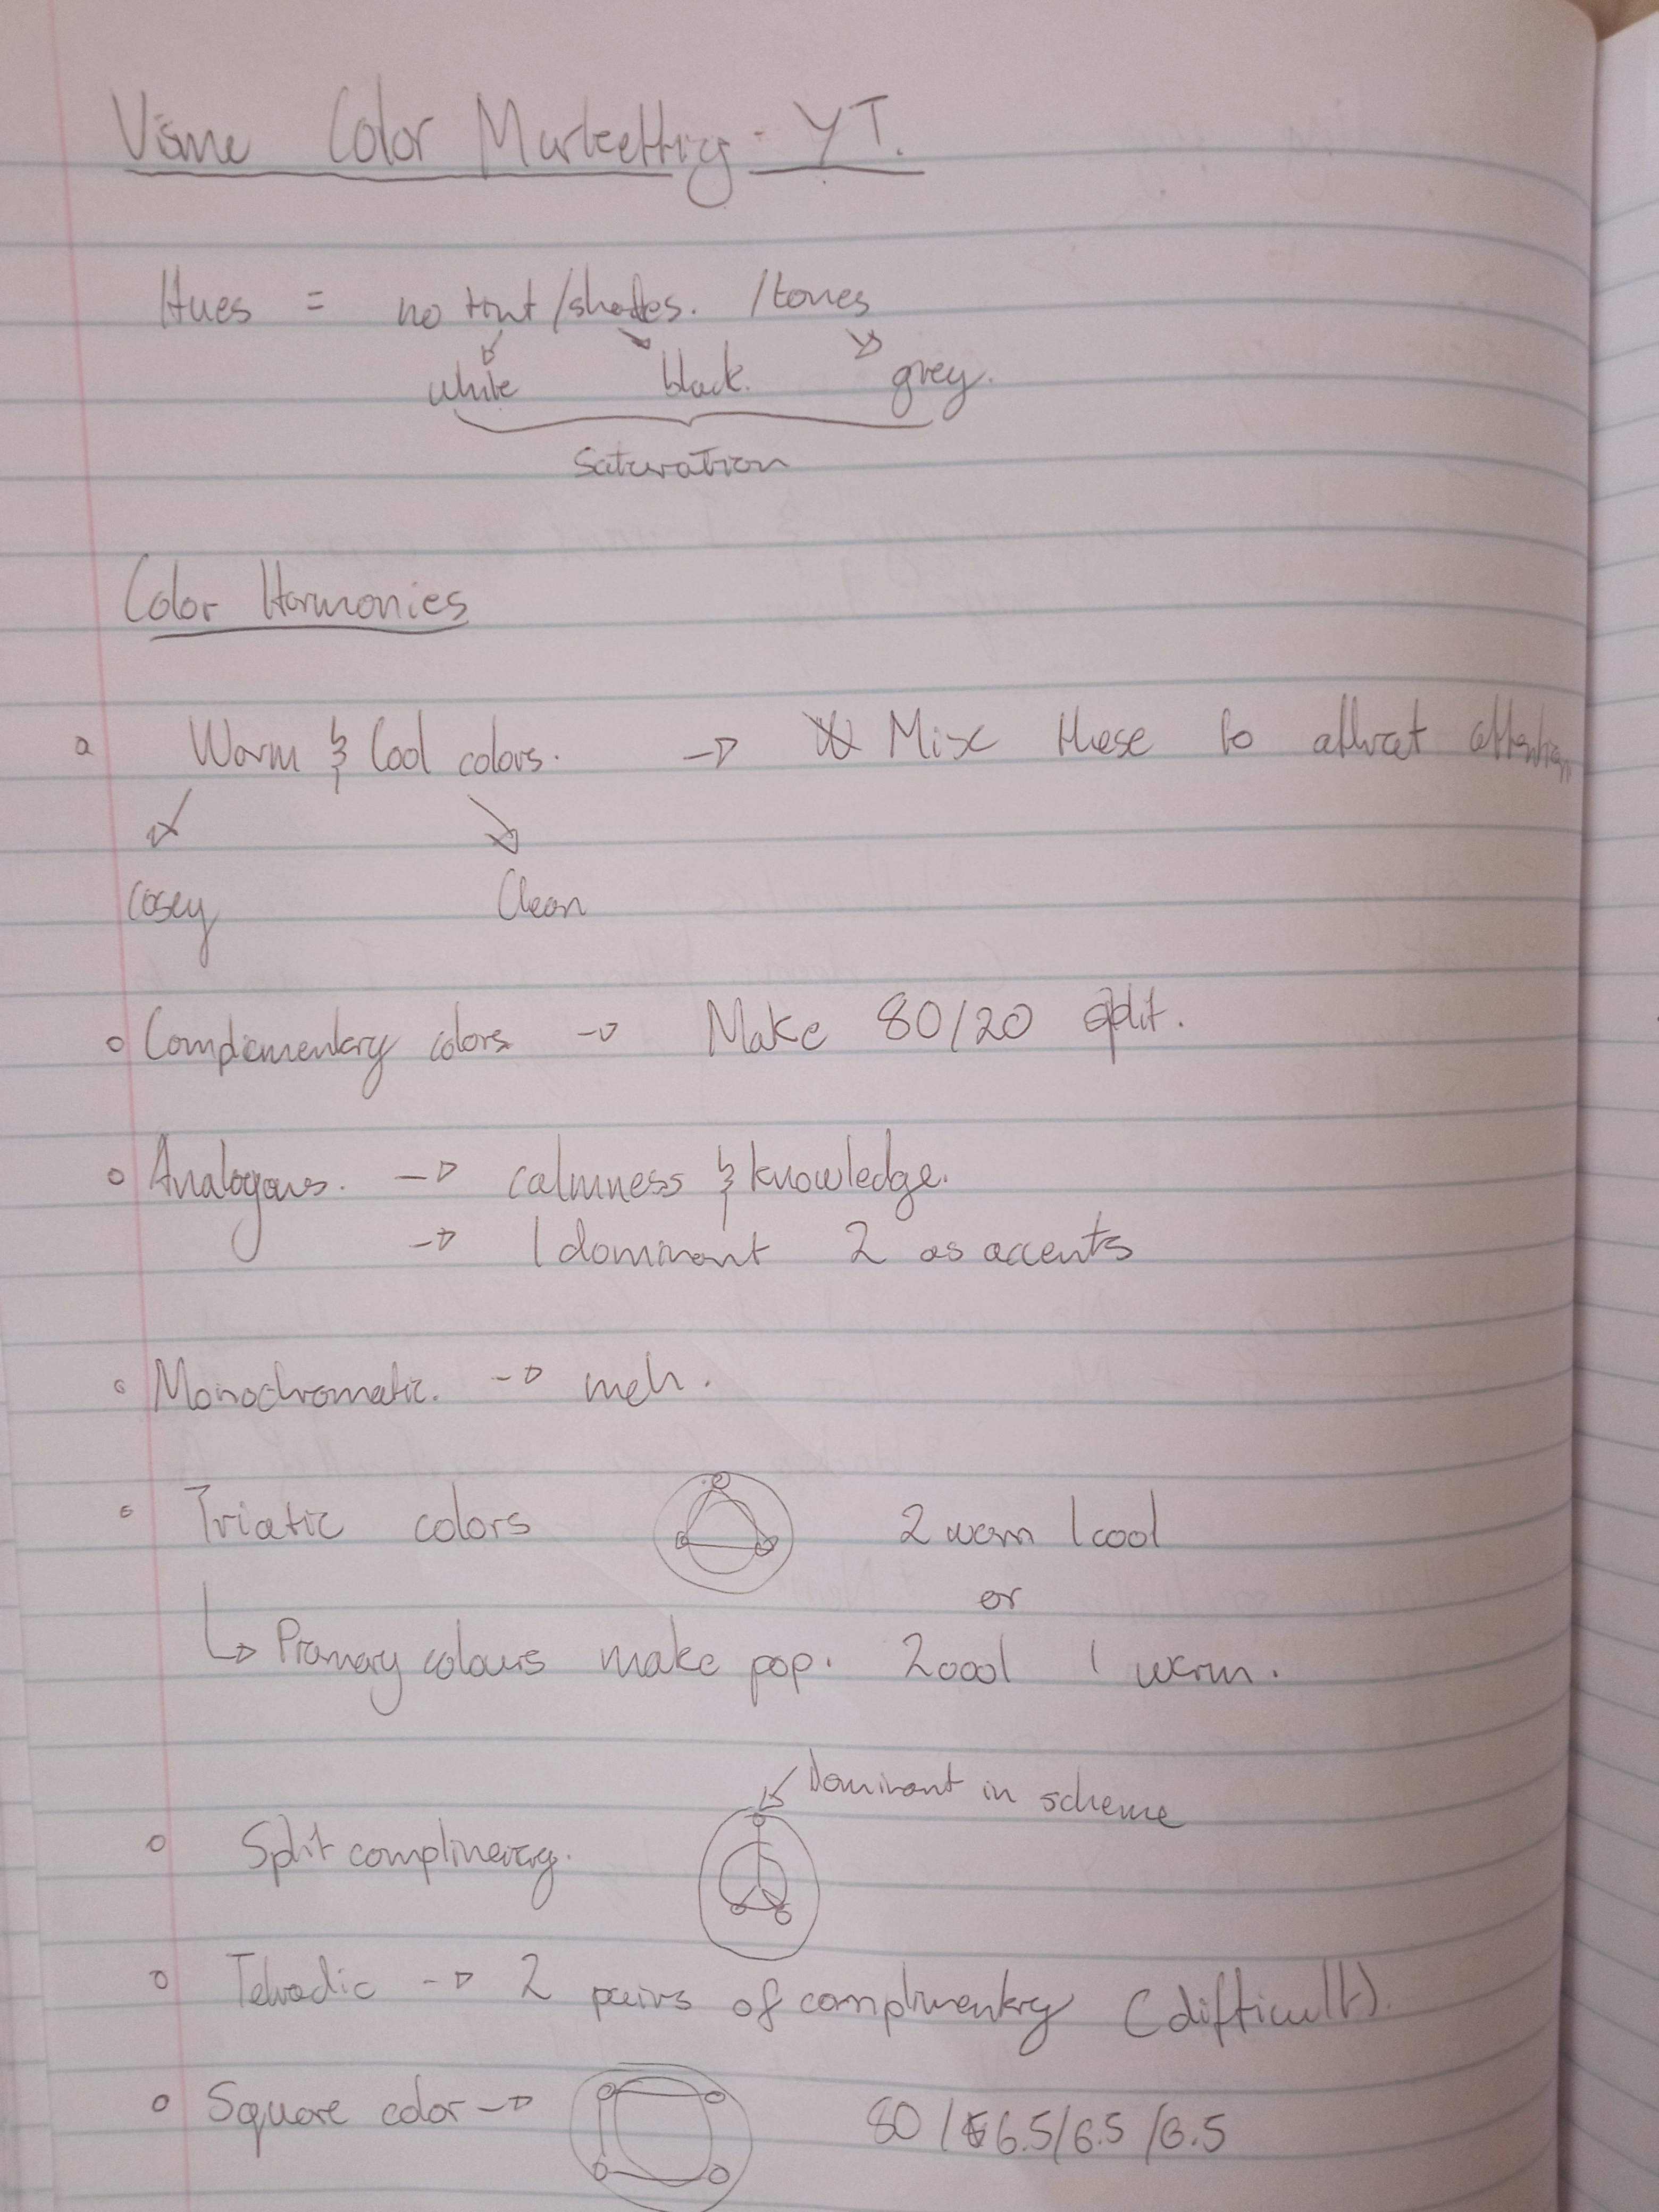 Visme Color Marketting - YT.
Hues = no tint/shades. /tones
white black. grey.
Saturation
Color Harmonies
Warm & Cool colors. → Mix these to attract attention
cosey Clean
Complementary colors → Make 80/20 split.
Analogous. → calmness & knowledge.
→ 1 dominant 2 as accents
Monochromatic. → meh.
Triatic colors 2 warm 1 cool
or
↳ Primary colours make pop. 2 cool 1 warm.
Dominant in scheme
Split
Tetradic → 2 pairs of complimentry (difficult).
Square color → 80 / 6.5/6.5 /6.5